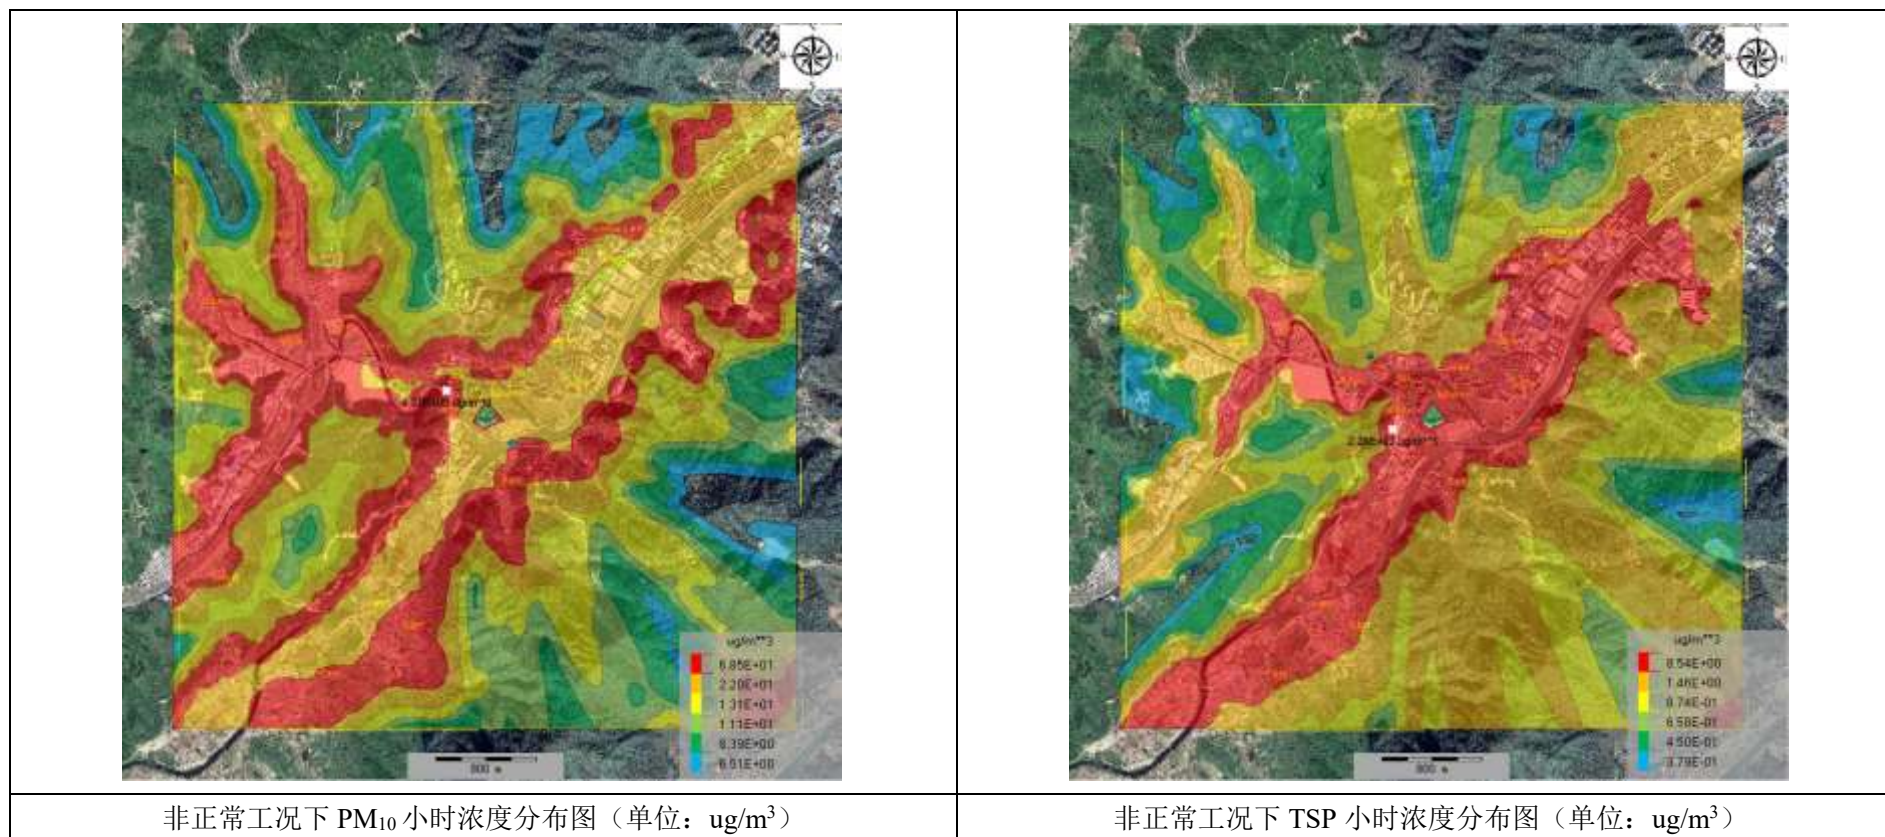 ug/m**3
6.85E+01
2.20E+01
1.31E+01
1.11E+01
8.39E+00
6.51E+00
800 m
ug/m**3
8.54E+00
1.46E+00
8.74E-01
6.58E-01
4.50E-01
3.79E-01
800 m
非正常工况下 PM₁₀ 小时浓度分布图（单位：ug/m³）
非正常工况下 TSP 小时浓度分布图（单位：ug/m³）